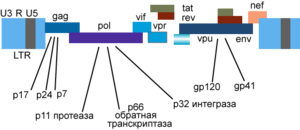 U3 R U5
LTR
gag
pol
vif
vpr
tat
rev
vpu
env
nef
p17
p24
p7
p11 протеаза
p66
обратная
транскриптаза
p32 интеграза
gp120
gp41